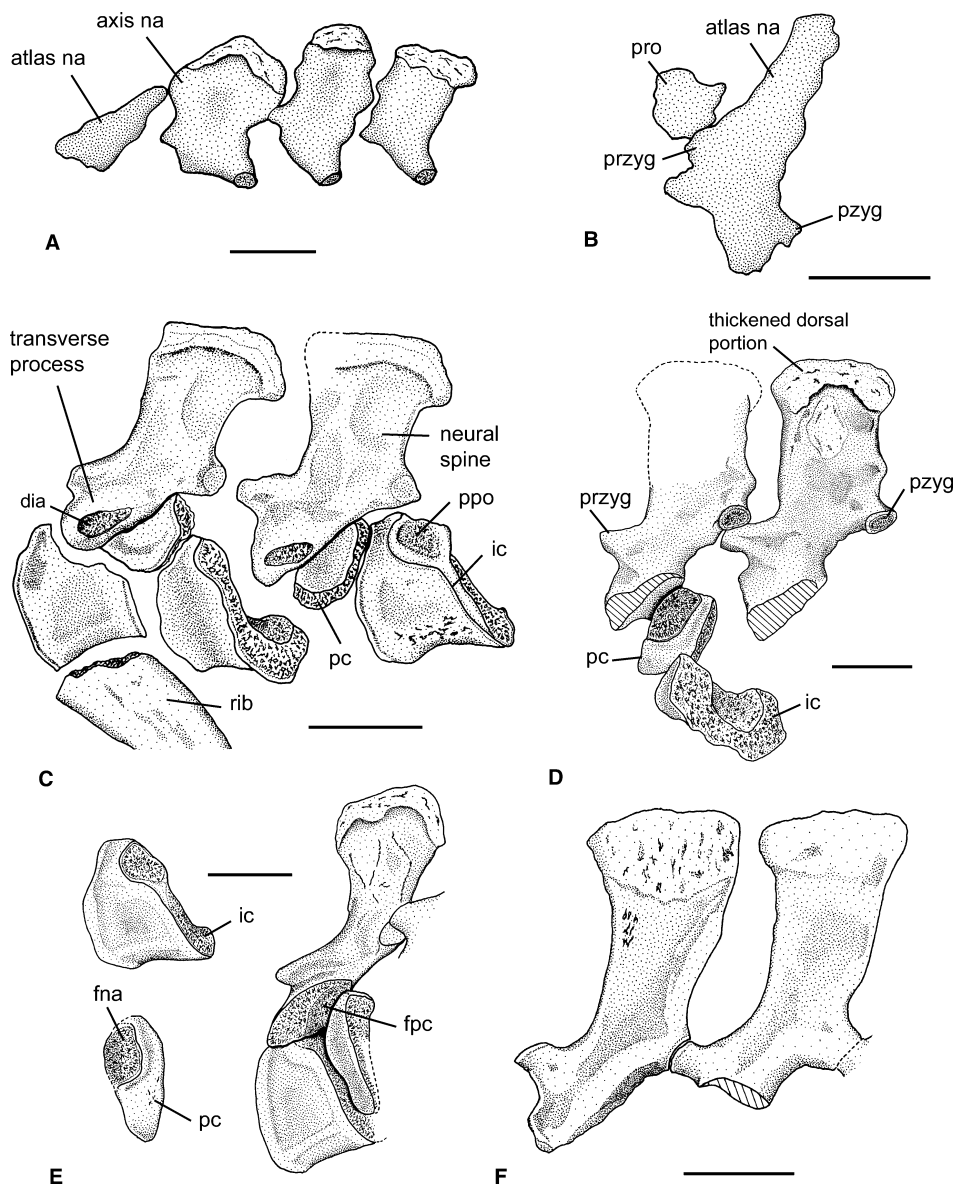 axis na
atlas na
A
atlas na
pro
przyg
pzyg
B
transverse
process
dia
neural
spine
ppo
ic
pc
rib
C
thickened dorsal
portion
przyg
pzyg
pc
ic
D
ic
fna
fpc
pc
E
F